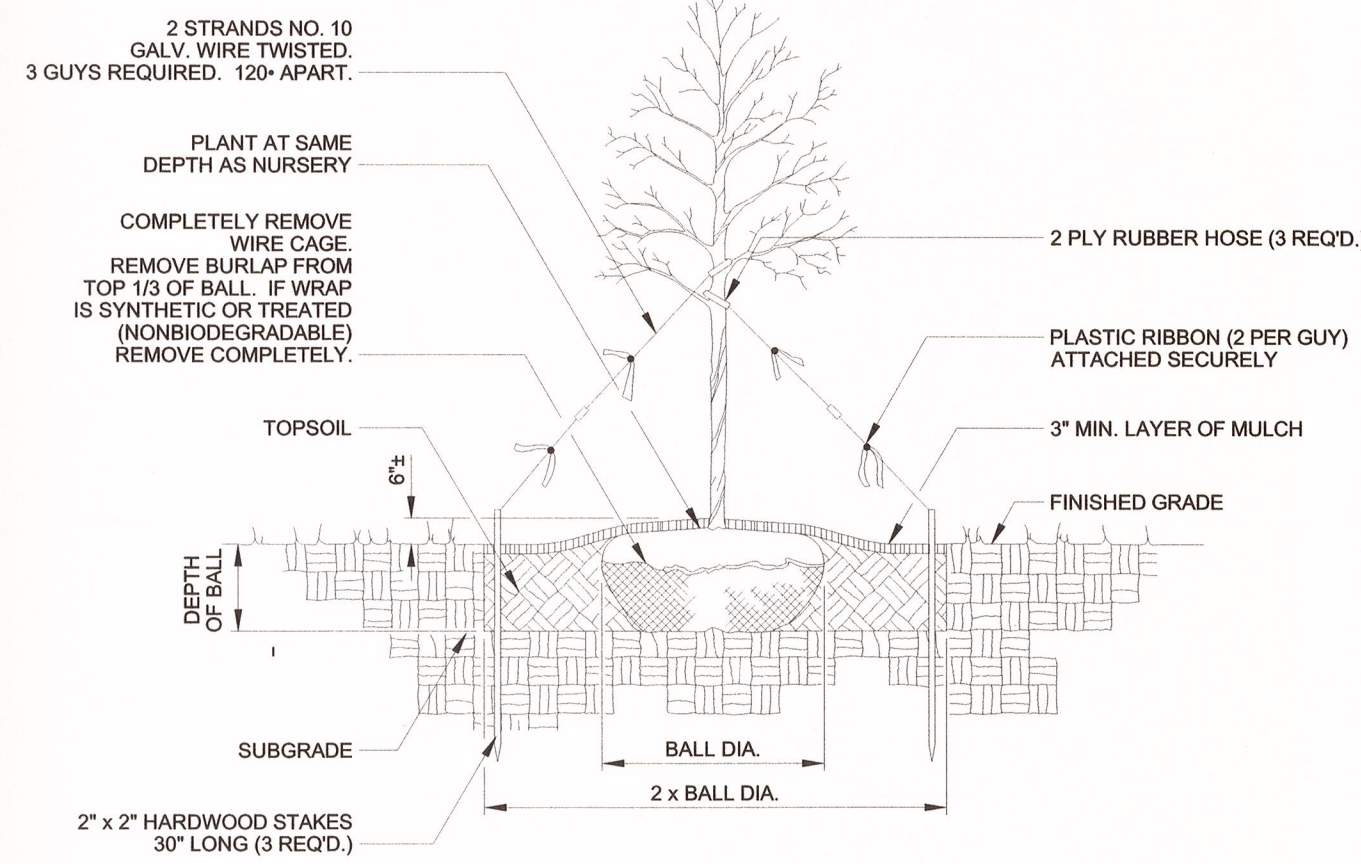 2 STRANDS NO. 10
GALV. WIRE TWISTED.
3 GUYS REQUIRED. 120• APART.
PLANT AT SAME
DEPTH AS NURSERY
COMPLETELY REMOVE
WIRE CAGE.
REMOVE BURLAP FROM
TOP 1/3 OF BALL. IF WRAP
IS SYNTHETIC OR TREATED
(NONBIODEGRADABLE)
REMOVE COMPLETELY.
TOPSOIL
6"±
DEPTH
OF BALL
SUBGRADE
2" x 2" HARDWOOD STAKES
30" LONG (3 REQ'D.)
BALL DIA.
2 x BALL DIA.
2 PLY RUBBER HOSE (3 REQ'D.)
PLASTIC RIBBON (2 PER GUY)
ATTACHED SECURELY
3" MIN. LAYER OF MULCH
FINISHED GRADE